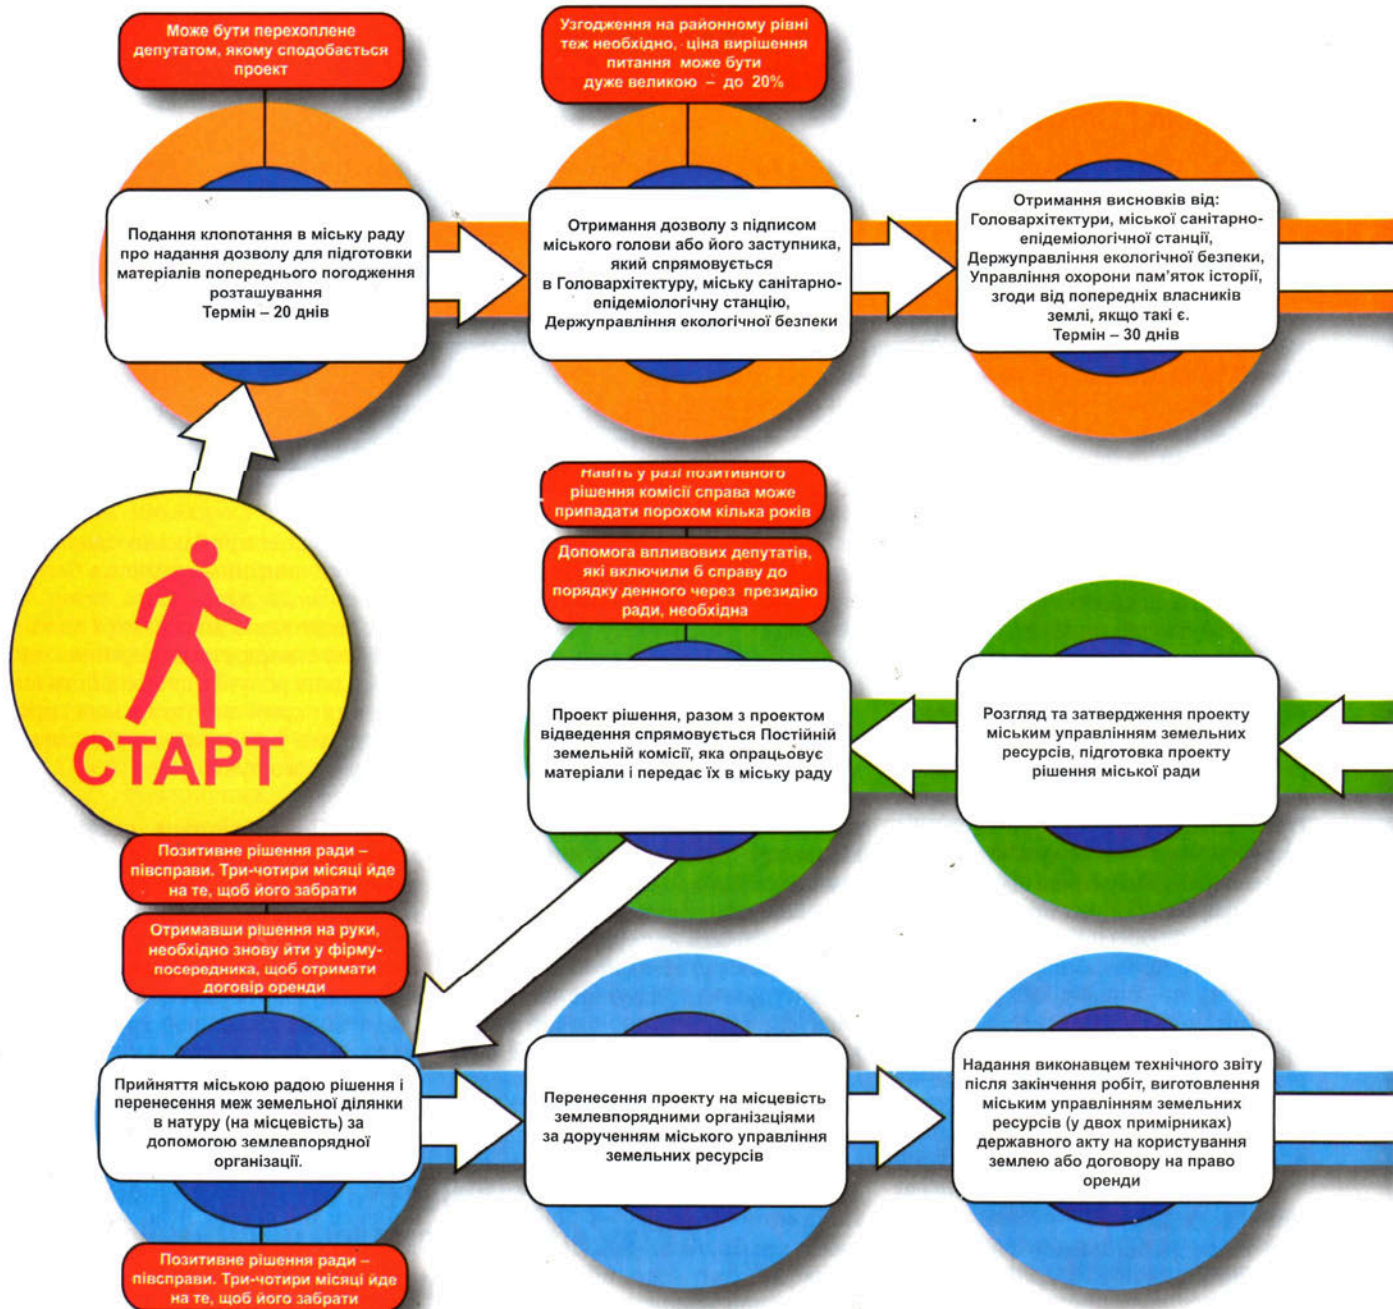 Може бути перехоплене
депутатом, якому сподобається
проект
Узгодження на районному рівні
теж необхідно, ціна вирішення
питання може бути
дуже великою – до 20%
Подання клопотання в міську раду
про надання дозволу для підготовки
матеріалів попереднього погодження
розташування
Термін – 20 днів
Отримання дозволу з підписом
міського голови або його заступника,
який спрямовується
в Головархітектуру, міську санітарно-
епідеміологічну станцію,
Держуправління екологічної безпеки
Отримання висновків від:
Головархітектури, міської санітарно-
епідеміологічної станції,
Держуправління екологічної безпеки,
Управління охорони пам'яток історії,
згоди від попередніх власників
землі, якщо такі є.
Термін – 30 днів
СТАРТ
Навіть у разі позитивного
рішення комісії справа може
припадати порохом кілька років
Допомога впливових депутатів,
які включили б справу до
порядку денного через президію
ради, необхідна
Проект рішення, разом з проектом
відведення спрямовується Постійній
земельній комісії, яка опрацьовує
матеріали і передає їх в міську раду
Розгляд та затвердження проекту
міським управлінням земельних
ресурсів, підготовка проекту
рішення міської ради
Позитивне рішення ради –
півсправи. Три-чотири місяці йде
на те, щоб його забрати
Отримавши рішення на руки,
необхідно знову йти у фірму-
посередника, щоб отримати
договір оренди
Прийняття міською радою рішення і
перенесення меж земельної ділянки
в натуру (на місцевість) за
допомогою землевпорядної
організації.
Перенесення проекту на місцевість
землевпорядними організаціями
за дорученням міського управління
земельних ресурсів
Надання виконавцем технічного звіту
після закінчення робіт, виготовлення
міським управлінням земельних
ресурсів (у двох примірниках)
державного акту на користування
землею або договору на право
оренди
Позитивне рішення ради –
півсправи. Три-чотири місяці йде
на те, щоб його забрати